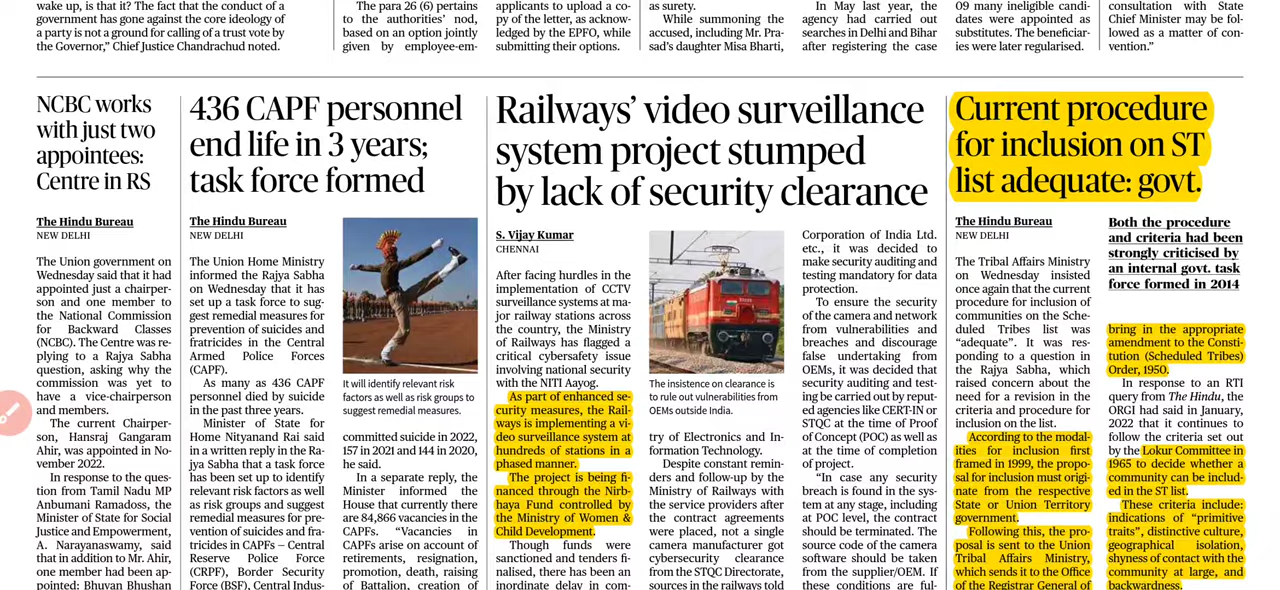 wake up, is that it? The fact that the conduct of a
government has gone against the core ideology of
a party is not a ground for calling of a trust vote by
the Governor,” Chief Justice Chandrachud noted.
The para 26 (6) pertains
to the authorities’ nod,
based on an option jointly
given by employee-em-
applicants to upload a co-
py of the letter, as acknow-
ledged by the EPFO, while
submitting their options.
as surety.
While summoning the
accused, including Mr. Pra-
sad’s daughter Misa Bharti,
In May last year, the
agency had carried out
searches in Delhi and Bihar
after registering the case
09 many ineligible candi-
dates were appointed as
substitutes. The beneficiar-
ies were later regularised.
consultation with State
Chief Minister may be fol-
lowed as a matter of con-
vention.”
NCBC works
with just two
appointees:
Centre in RS
The Hindu Bureau
NEW DELHI
The Union government on
Wednesday said that it had
appointed just a chairper-
son and one member to
the National Commission
for Backward Classes
(NCBC). The Centre was re-
plying to a Rajya Sabha
question, asking why the
commission was yet to
have a vice-chairperson
and members.
The current Chairper-
son, Hansraj Gangaram
Ahir, was appointed in No-
vember 2022.
In response to the ques-
tion from Tamil Nadu MP
Anbumani Ramadoss, the
Minister of State for Social
Justice and Empowerment,
A. Narayanaswamy, said
that in addition to Mr. Ahir,
one member had been ap-
pointed: Bhuvan Bhushan
436 CAPF personnel
end life in 3 years;
task force formed
The Hindu Bureau
NEW DELHI
The Union Home Ministry
informed the Rajya Sabha
on Wednesday that it has
set up a task force to sug-
gest remedial measures for
prevention of suicides and
fratricides in the Central
Armed Police Forces
(CAPF).
As many as 436 CAPF
personnel died by suicide
in the past three years.
Minister of State for
Home Nityanand Rai said
in a written reply in the Ra-
jya Sabha that a task force
has been set up to identify
relevant risk factors as well
as risk groups and suggest
remedial measures for pre-
vention of suicides and fra-
tricides in CAPFs – Central
Reserve Police Force
(CRPF), Border Security
Force (BSF), Central Indus-
It will identify relevant risk
factors as well as risk groups to
suggest remedial measures.
committed suicide in 2022,
157 in 2021 and 144 in 2020,
he said.
In a separate reply, the
Minister informed the
House that currently there
are 84,866 vacancies in the
CAPFs. “Vacancies in
CAPFs arise on account of
retirements, resignation,
promotion, death, raising
of Battalion, creation of
Railways’ video surveillance
system project stumped
by lack of security clearance
S. Vijay Kumar
CHENNAI
After facing hurdles in the
implementation of CCTV
surveillance systems at ma-
jor railway stations across
the country, the Ministry
of Railways has flagged a
critical cybersecurity issue
involving national security
with the NITI Aayog.
As part of enhanced se-
curity measures, the Rail-
ways is implementing a vi-
deo surveillance system at
hundreds of stations in a
phased manner.
The project is being fi-
nanced through the Nirb-
haya Fund controlled by
the Ministry of Women &
Child Development.
Though funds were
sanctioned and tenders fi-
nalised, there has been an
inordinate delay in com-
The insistence on clearance is
to rule out vulnerabilities from
OEMs outside India.
try of Electronics and In-
formation Technology.
Despite constant remin-
ders and follow-up by the
Ministry of Railways with
the service providers after
the contract agreements
were placed, not a single
camera manufacturer got
cybersecurity clearance
from the STQC Directorate,
sources in the railways told
Corporation of India Ltd.
etc., it was decided to
make security auditing and
testing mandatory for data
protection.
To ensure the security
of the camera and network
from vulnerabilities and
breaches and discourage
false undertaking from
OEMs, it was decided that
security auditing and test-
ing be carried out by reput-
ed agencies like CERT-IN or
STQC at the time of Proof
of Concept (POC) as well as
at the time of completion
of project.
“In case any security
breach is found in the sys-
tem at any stage, including
at POC level, the contract
should be terminated. The
source code of the camera
software should be taken
from the supplier/OEM. If
these conditions are ful-
Current procedure
for inclusion on ST
list adequate: govt.
The Hindu Bureau
NEW DELHI
The Tribal Affairs Ministry
on Wednesday insisted
once again that the current
procedure for inclusion of
communities on the Sche-
duled Tribes list was
“adequate”. It was res-
ponding to a question in
the Rajya Sabha, which
raised concern about the
need for a revision in the
criteria and procedure for
inclusion on the list.
According to the modal-
ities for inclusion first
framed in 1999, the propo-
sal for inclusion must origi-
nate from the respective
State or Union Territory
government.
Following this, the pro-
posal is sent to the Union
Tribal Affairs Ministry,
which sends it to the Office
of the Registrar General of
Both the procedure
and criteria had been
strongly criticised by
an internal govt. task
force formed in 2014
bring in the appropriate
amendment to the Consti-
tution (Scheduled Tribes)
Order, 1950.
In response to an RTI
query from The Hindu, the
ORGI had said in January,
2022 that it continues to
follow the criteria set out
by the Lokur Committee in
1965 to decide whether a
community can be includ-
ed in the ST list.
These criteria include:
indications of “primitive
traits”, distinctive culture,
geographical isolation,
shyness of contact with the
community at large, and
backwardness.